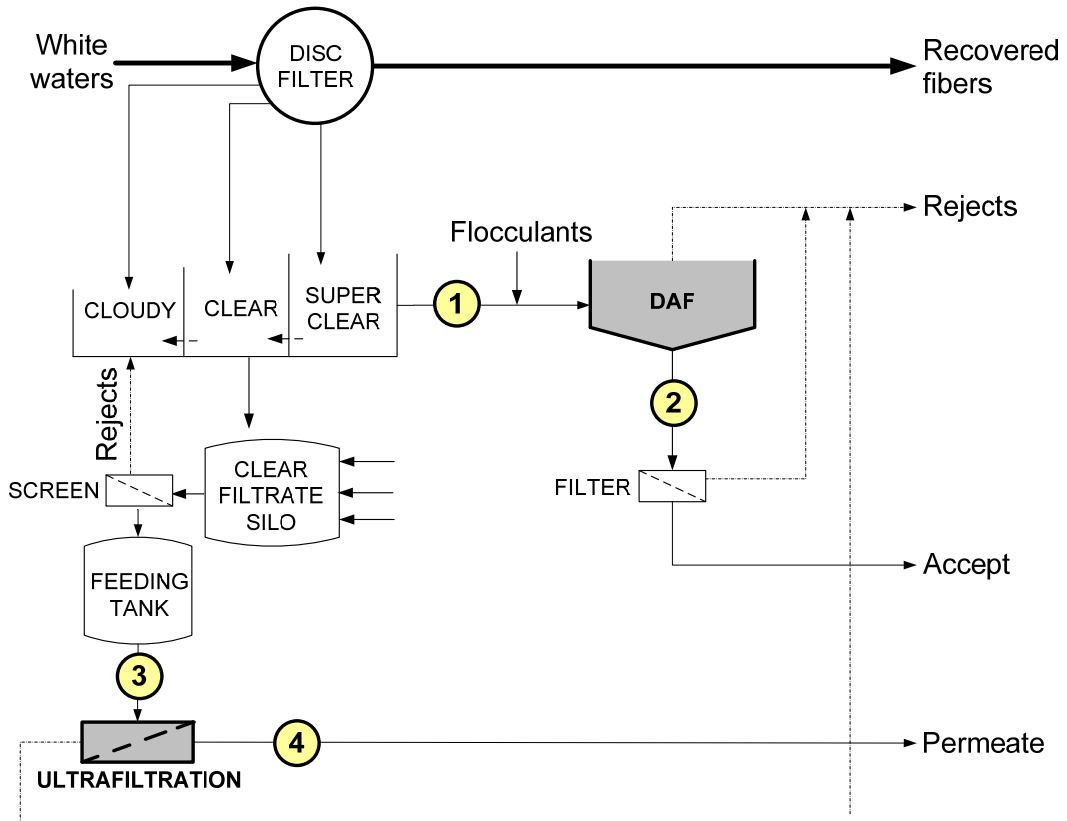 White
waters
DISC
FILTER
Recovered
fibers
Rejects
Flocculants
CLOUDY
CLEAR
SUPER
CLEAR
1
DAF
2
Rejects
SCREEN
CLEAR
FILTRATE
SILO
FILTER
Accept
FEEDING
TANK
3
4
Permeate
ULTRAFILTRATION